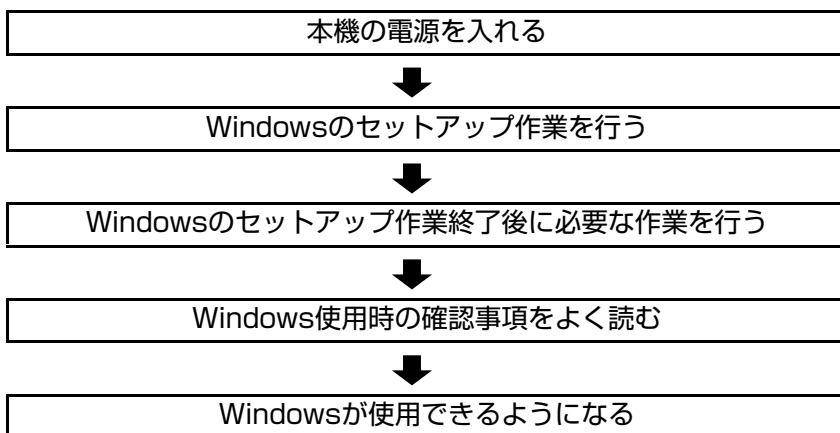 本機の電源を入れる
Windowsのセットアップ作業を行う
Windowsのセットアップ作業終了後に必要な作業を行う
Windows使用時の確認事項をよく読む
Windowsが使用できるようになる